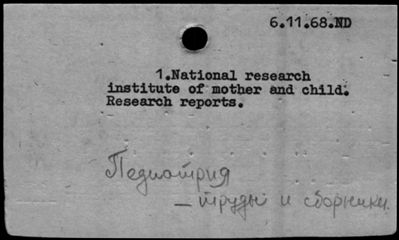 6.11.68.ND
1.National research
institute of mother and child.
Research reports.
Педиатрия
— труды и сборники.